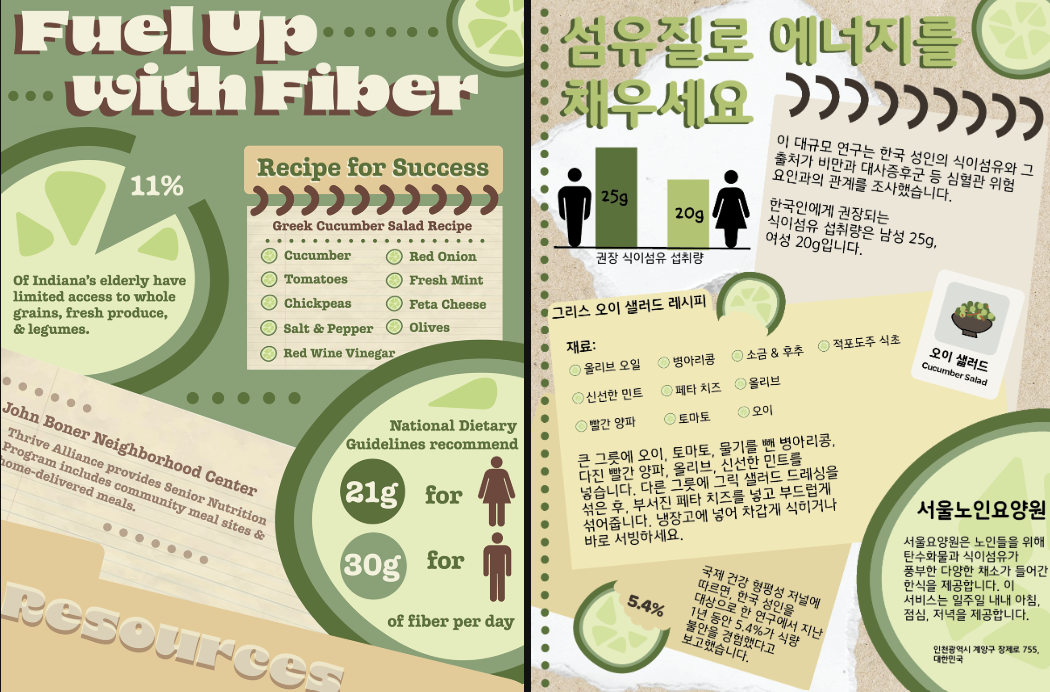 Fuel Up
with Fiber
11%
Of Indiana's elderly have
limited access to whole
grains, fresh produce,
& legumes.
Recipe for Success
Greek Cucumber Salad Recipe
Cucumber
Tomatoes
Chickpeas
Salt & Pepper
Red Wine Vinegar
Red Onion
Fresh Mint
Feta Cheese
Olives
John Boner Neighborhood Center
Thrive Alliance provides Senior Nutrition
Program includes community meal sites &
home-delivered meals.
National Dietary
Guidelines recommend
21g for
30g for
of fiber per day
Resources
섬유질로 에너지를
채우세요
25g
20g
권장 식이섬유 섭취량
이 대규모 연구는 한국 성인의 식이섬유와 그
출처가 비만과 대사증후군 등 심혈관 위험
요인과의 관계를 조사했습니다.
한국인에게 권장되는
식이섬유 섭취량은 남성 25g,
여성 20g입니다.
그리스 오이 샐러드 레시피
재료:
올리브 오일
병아리콩
소금 & 후추
적포도주 식초
신선한 민트
페타 치즈
올리브
빨간 양파
토마토
오이
오이 샐러드
Cucumber Salad
큰 그릇에 오이, 토마토, 물기를 뺀 병아리콩,
다진 빨간 양파, 올리브, 신선한 민트를
넣습니다. 다른 그릇에 그릭 샐러드 드레싱을
섞은 후, 부서진 페타 치즈를 넣고 부드럽게
섞어줍니다. 냉장고에 넣어 차갑게 식히거나
바로 서빙하세요.
5.4%
국제 건강 형평성 저널에
따르면, 한국 성인을
대상으로 한 연구에서 지난
1년 동안 5.4%가 식량
불안을 경험했다고
보고했습니다.
서울노인요양원
서울요양원은 노인들을 위해
탄수화물과 식이섬유가
풍부한 다양한 채소가 들어간
한식을 제공합니다. 이
서비스는 일주일 내내 아침,
점심, 저녁을 제공합니다.
인천광역시 계양구 장제로 755,
대한민국